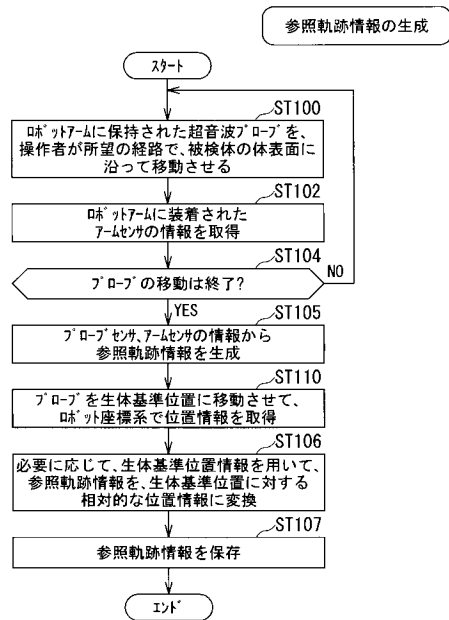 参照軌跡情報の生成
スタート
ST100
ﾛﾎﾞｯﾄｱｰﾑに保持された超音波ﾌﾟﾛｰﾌﾞを、
操作者が所望の経路で、被検体の体表面に
沿って移動させる
ST102
ﾛﾎﾞｯﾄｱｰﾑに装着された
ｱｰﾑｾﾝｻの情報を取得
ST104
ﾌﾟﾛｰﾌﾞの移動は終了?
NO
YES
ST105
ﾌﾟﾛｰﾌﾞｾﾝｻ、ｱｰﾑｾﾝｻの情報から
参照軌跡情報を生成
ST110
ﾌﾟﾛｰﾌﾞを生体基準位置に移動させて、
ﾛﾎﾞｯﾄ座標系で位置情報を取得
ST106
必要に応じて、生体基準位置情報を用いて、
参照軌跡情報を、生体基準位置に対する
相対的な位置情報に変換
ST107
参照軌跡情報を保存
ｴﾝﾄﾞ